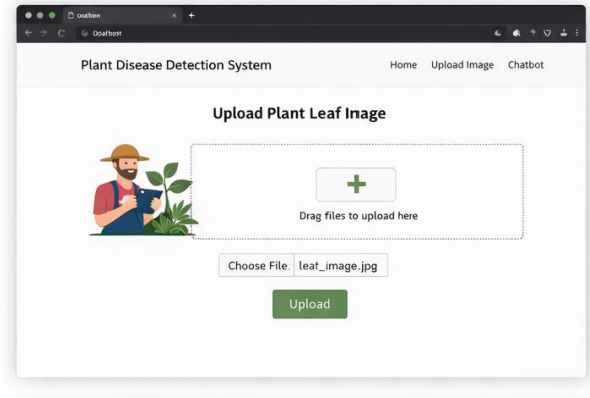 Plant Disease Detection System
Home Upload Image Chatbot
Upload Plant Leaf Image
Drag files to upload here
Choose File. leaf_image.jpg
Upload